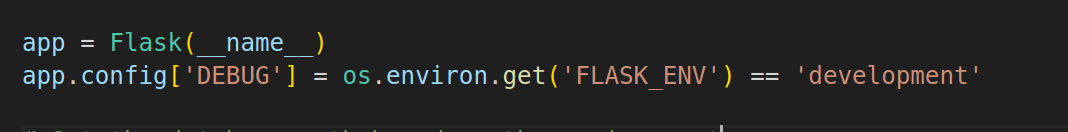 app = Flask(__name__)
app.config['DEBUG'] = os.environ.get('FLASK_ENV') == 'development'